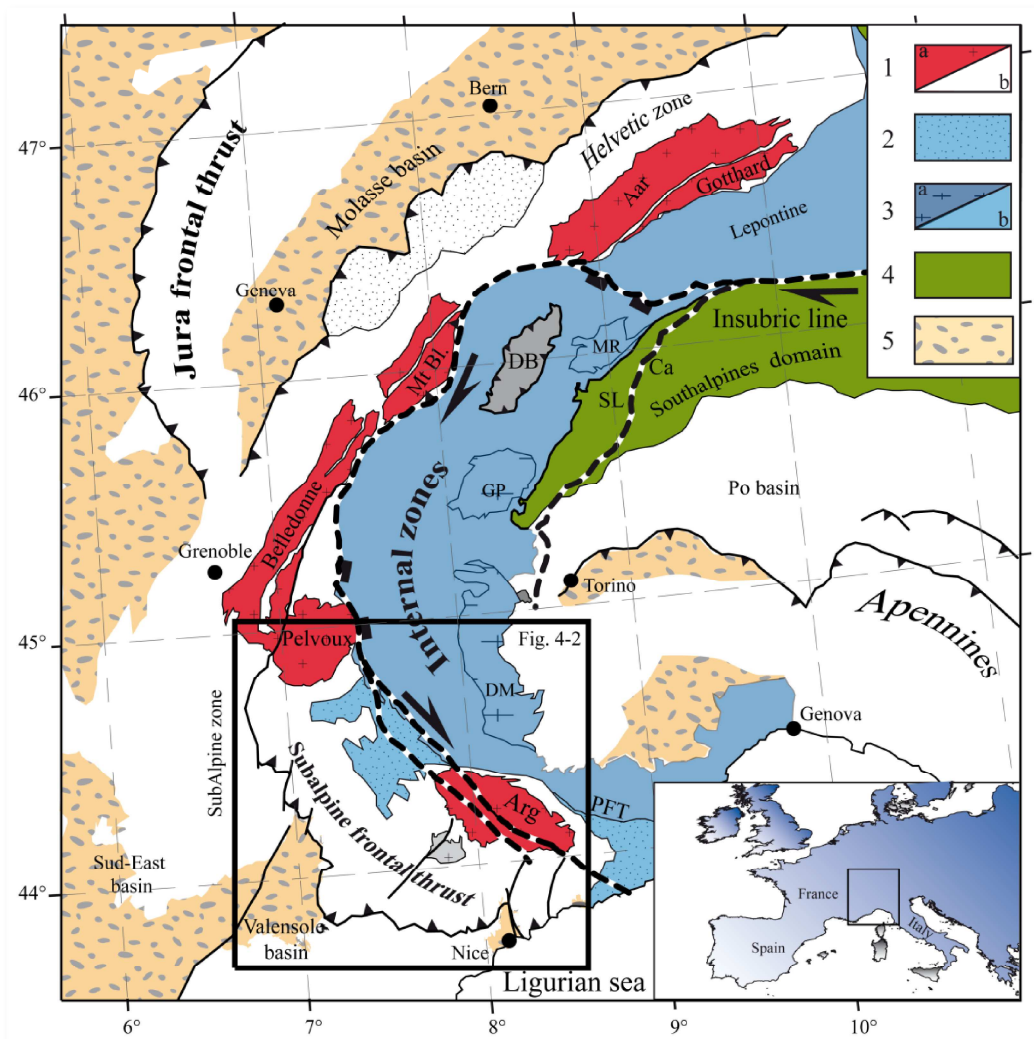 1
a
b
2
3
a
b
4
5
47°
46°
45°
44°
6°
7°
8°
9°
10°
Bern
Helvetic zone
Jura frontal thrust
Molasse basin
Aar
Gotthard
Lepontine
Geneva
Insubric line
Mt Bl.
DB
MR
Ca
SL
Southalpines domain
Internal zones
GP
Po basin
Belledonne
Grenoble
Torino
Apennines
Pelvoux
Fig. 4-2
DM
Genova
SubAlpine zone
Subalpine frontal thrust
Arg
PFT
Sud-East
basin
Valensole
basin
Nice
Ligurian sea
France
Spain
Italy